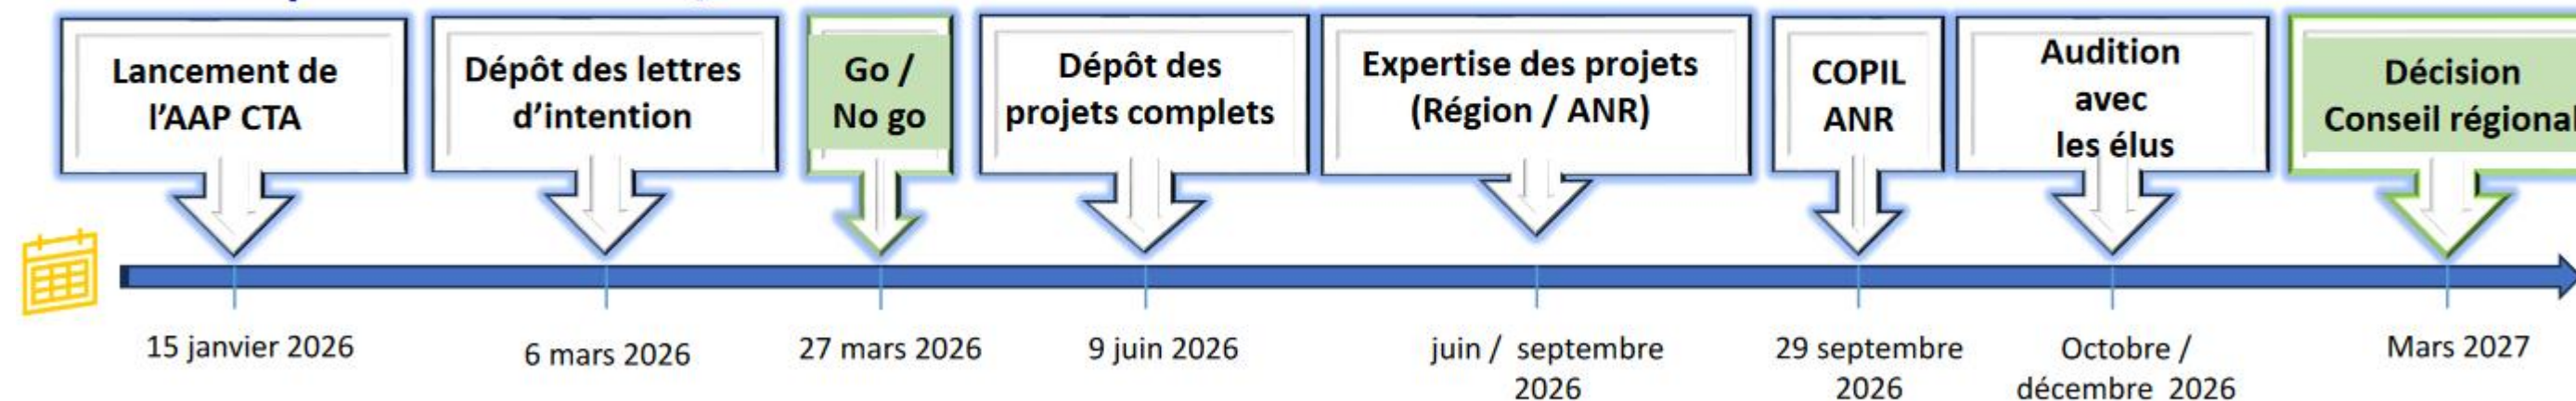 Lancement de
l'AAP CTA
Dépôt des lettres
d'intention
Go /
No go
Dépôt des
projets complets
Expertise des projets
(Région / ANR)
COPIL
ANR
Audition
avec
les élus
Décision
Conseil régional
15 janvier 2026
6 mars 2026
27 mars 2026
9 juin 2026
juin / septembre
2026
29 septembre
2026
Octobre /
décembre 2026
Mars 2027